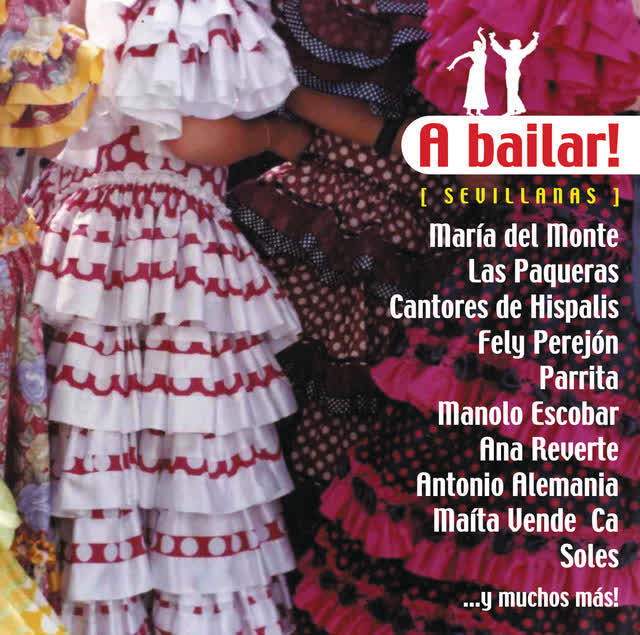 A bailar!
[ SEVILLANAS ]
María del Monte
Las Paqueras
Cantores de Hispalis
Fely Perejón
Parrita
Manolo Escobar
Ana Reverte
Antonio Alemania
Maíta Vende Ca
Soles
...y muchos más!